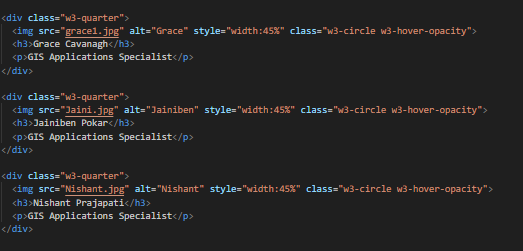 <div class="w3-quarter">
<img src="grace1.jpg" alt="Grace" style="width:45%" class="w3-circle w3-hover-opacity">
<h3>Grace Cavanagh</h3>
<p>GIS Applications Specialist</p>
</div>
<div class="w3-quarter">
<img src="Jaini.jpg" alt="Jainiben" style="width:45%" class="w3-circle w3-hover-opacity">
<h3>Jainiben Pokar</h3>
<p>GIS Applications Specialist</p>
</div>
<div class="w3-quarter">
<img src="Nishant.jpg" alt="Nishant" style="width:45%" class="w3-circle w3-hover-opacity">
<h3>Nishant Prajapati</h3>
<p>GIS Applications Specialist</p>
</div>